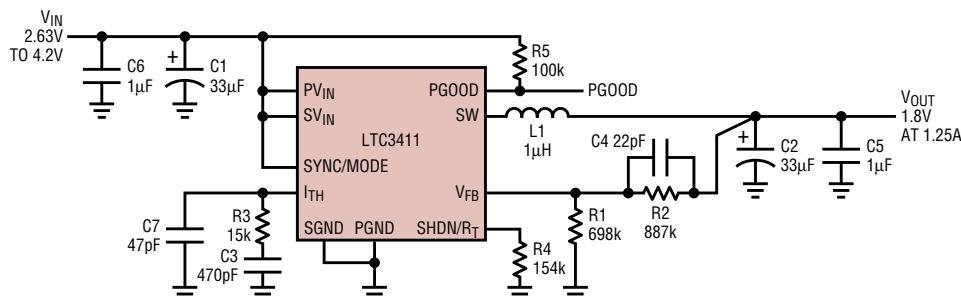 VIN
2.63V
TO 4.2V
C6
1µF
C1
33µF
+
R5
100k
PVIN
SVIN
SYNC/MODE
ITH
SGND
PGND
SHDN/RT
LTC3411
PGOOD
SW
VFB
PGOOD
L1
1µH
C4 22pF
R2
887k
R1
698k
R4
154k
C7
47pF
R3
15k
C3
470pF
+
C2
33µF
C5
1µF
VOUT
1.8V
AT 1.25A